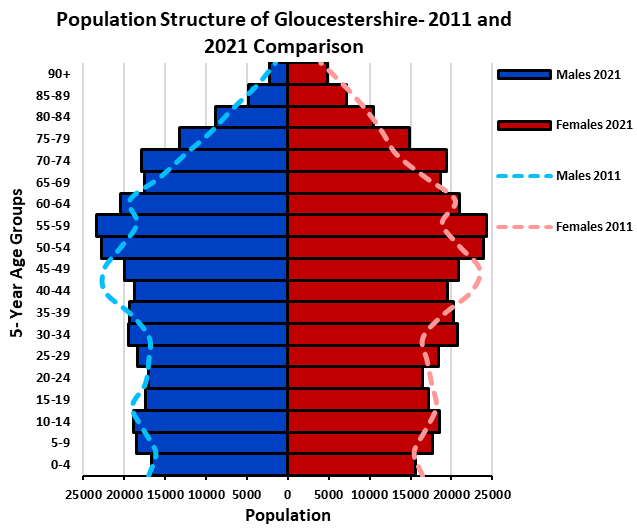 Population Structure of Gloucestershire- 2011 and
2021 Comparison
5- Year Age Groups
90+
85-89
80-84
75-79
70-74
65-69
60-64
55-59
50-54
45-49
40-44
35-39
30-34
25-29
20-24
15-19
10-14
5-9
0-4
25000 20000 15000 10000 5000 0 5000 10000 15000 20000 25000
Population
Males 2021
Females 2021
Males 2011
Females 2011